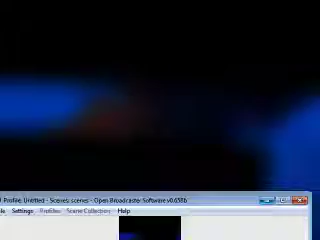 Profile: Untitled - Scenes: scenes - Open Broadcaster Software v0.658b
Settings Profiles Scene Collection Help